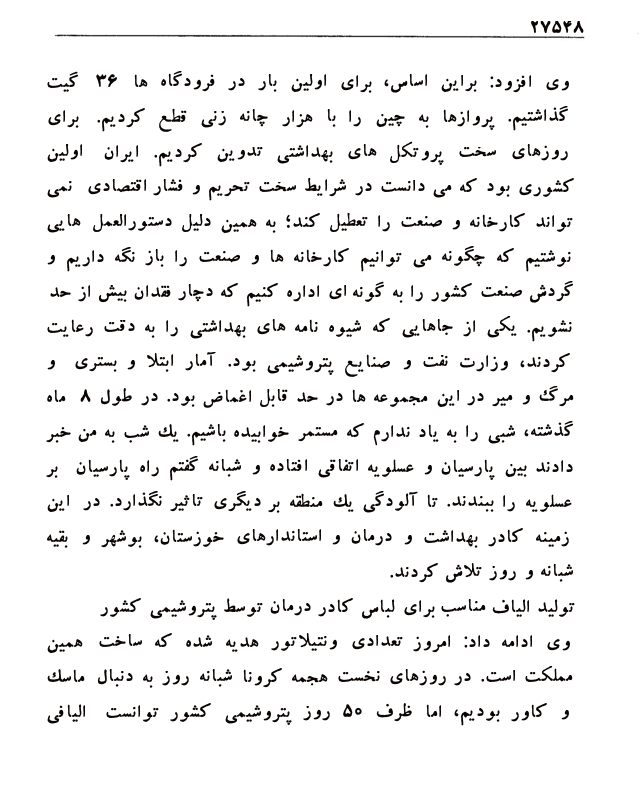 ۲۷۵۴۸
وی افزود: براین اساس، برای اولین بار در فرودگاه ها ۳۶ گیت
گذاشتیم. پروازها به چین را با هزار چانه زنی قطع کردیم. برای
روزهای سخت پروتکل های بهداشتی تدوین کردیم. ایران اولین
کشوری بود که می دانست در شرایط سخت تحریم و فشار اقتصادی نمی
تواند کارخانه و صنعت را تعطیل کند؛ به همین دلیل دستورالعمل هایی
نوشتیم که چگونه می توانیم کارخانه ها و صنعت را باز نگه داریم و
گردش صنعت کشور را به گونه ای اداره کنیم که دچار فقدان بیش از حد
نشویم. یکی از جاهایی که شیوه نامه های بهداشتی را به دقت رعایت
کردند، وزارت نفت و صنایع پتروشیمی بود. آمار ابتلا و بستری و
مرگ و میر در این مجموعه ها در حد قابل اغماض بود. در طول ۸ ماه
گذشته، شبی را به یاد ندارم که مستمر خوابیده باشیم. یك شب به من خبر
دادند بین پارسیان و عسلویه اتفاقی افتاده و شبانه گفتم راه پارسیان بر
عسلویه را ببندند. تا آلودگی یك منطقه بر دیگری تاثیر نگذارد. در این
زمینه کادر بهداشت و درمان و استاندارهای خوزستان، بوشهر و بقیه
شبانه و روز تلاش کردند.
تولید الیاف مناسب برای لباس کادر درمان توسط پتروشیمی کشور
وی ادامه داد: امروز تعدادی ونتیلاتور هدیه شده که ساخت همین
مملکت است. در روزهای نخست هجمه کرونا شبانه روز به دنبال ماسك
و کاور بودیم، اما ظرف ۵۰ روز پتروشیمی کشور توانست الیافی